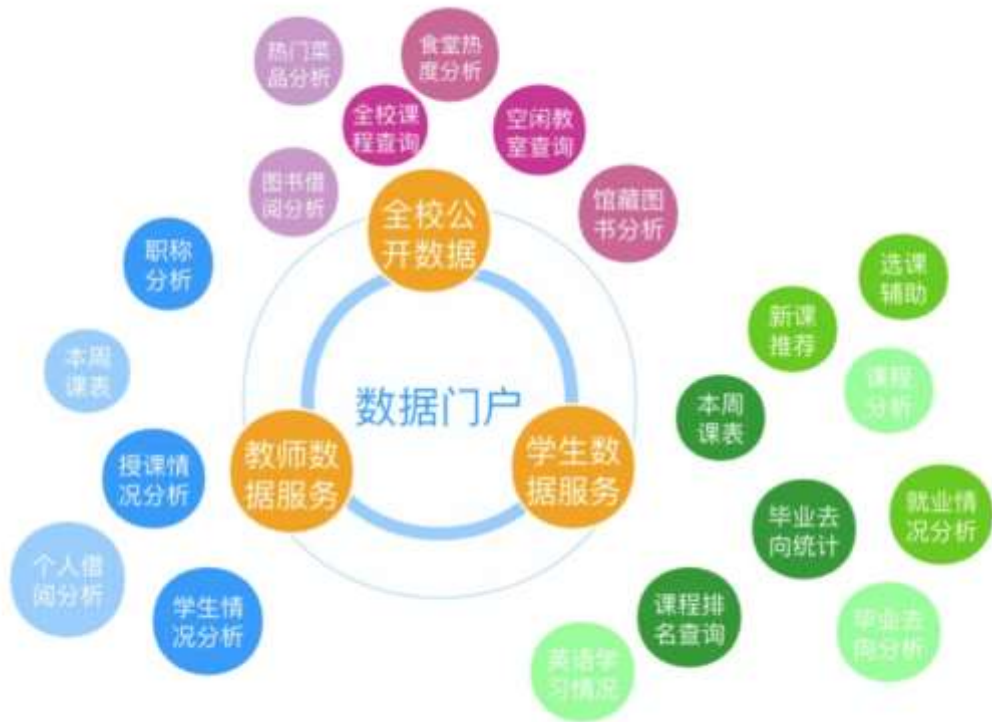 热门菜
品分析
食堂热
度分析
全校课
程查询
空闲教
室查询
图书借
阅分析
馆藏图
书分析
全校公
开数据
职称
分析
选课
辅助
新课
推荐
本周
课表
课程
分析
本周
课表
数据门户
教师数
据服务
学生数
据服务
授课情
况分析
毕业去
向统计
就业情
况分析
个人借
阅分析
学生情
况分析
课程排
名查询
毕业去
向分析
英语学
习情况